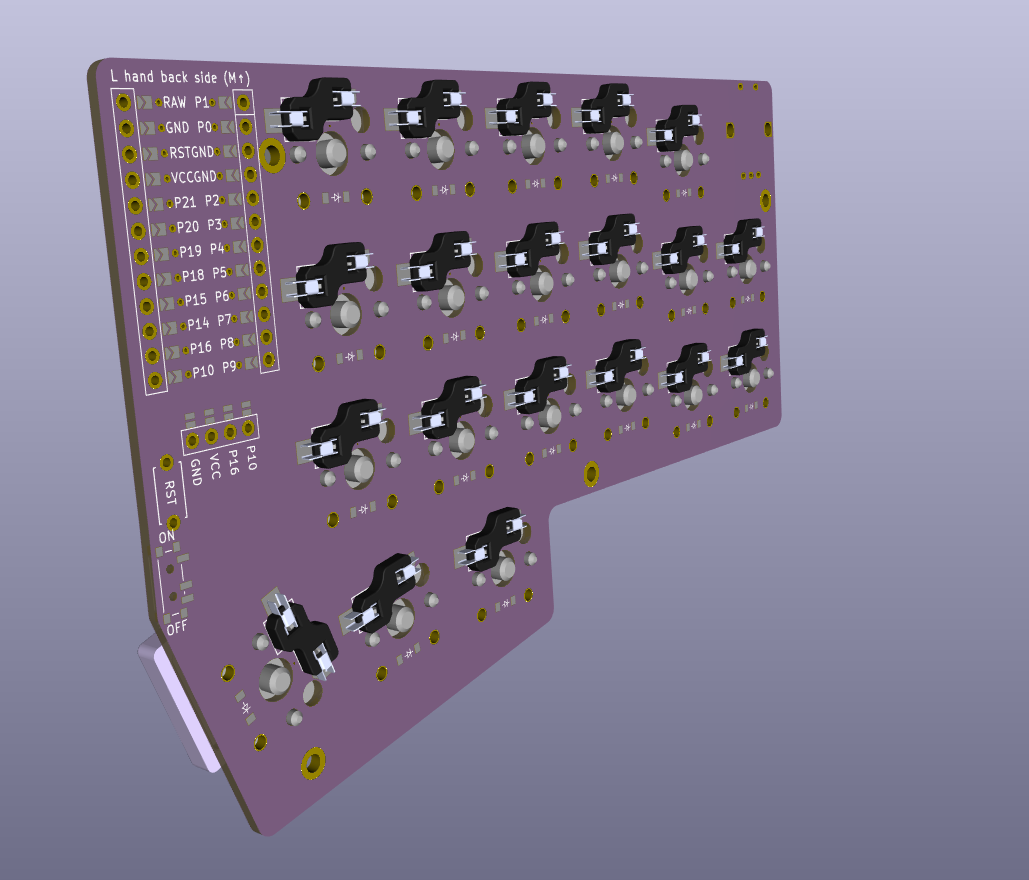 L hand back side (M↑)
RAW P1
GND P0
RSTGND
VCCGND
P21 P2
P20 P3
P19 P4
P18 P5
P15 P6
P14 P7
P16 P8
P10 P9
GND
VCC
P16
P10
RST
ON
OFF